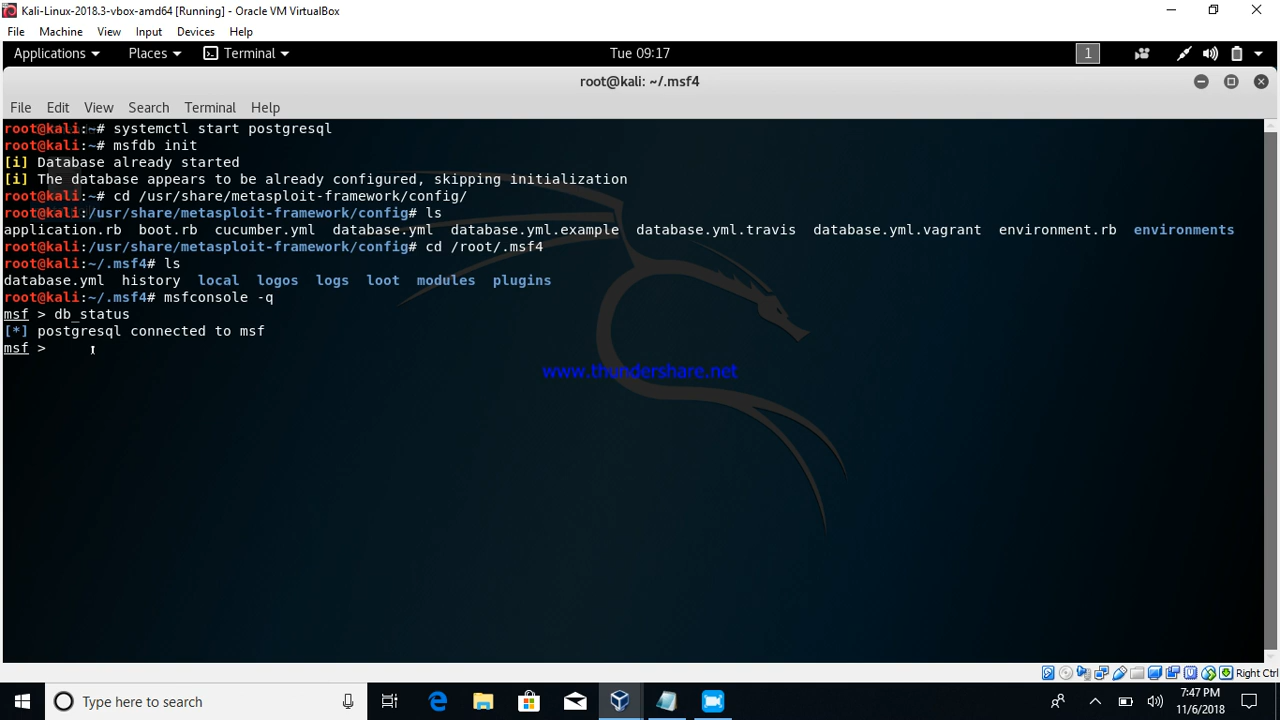 Kali-Linux-2018.3-vbox-amd64 [Running] - Oracle VM VirtualBox
File Machine View Input Devices Help
Applications Places Terminal Tue 09:17 1
root@kali: ~/.msf4
File Edit View Search Terminal Help
root@kali:~# systemctl start postgresql
root@kali:~# msfdb init
[i] Database already started
[i] The database appears to be already configured, skipping initialization
root@kali:~# cd /usr/share/metasploit-framework/config/
root@kali:/usr/share/metasploit-framework/config# ls
application.rb boot.rb cucumber.yml database.yml database.yml.example database.yml.travis database.yml.vagrant environment.rb environments
root@kali:/usr/share/metasploit-framework/config# cd /root/.msf4
root@kali:~/.msf4# ls
database.yml history local logos logs loot modules plugins
root@kali:~/.msf4# msfconsole -q
msf > db_status
[*] postgresql connected to msf
msf >
www.thundershare.net
Right Ctrl
Type here to search
7:47 PM
11/6/2018